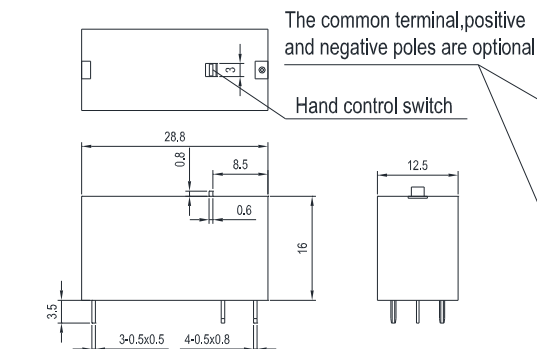 The common terminal,positive
and negative poles are optional
3
Hand control switch
28.8
0.8
8.5
12.5
0.6
16
3.5
3-0.5x0.5
4-0.5x0.8